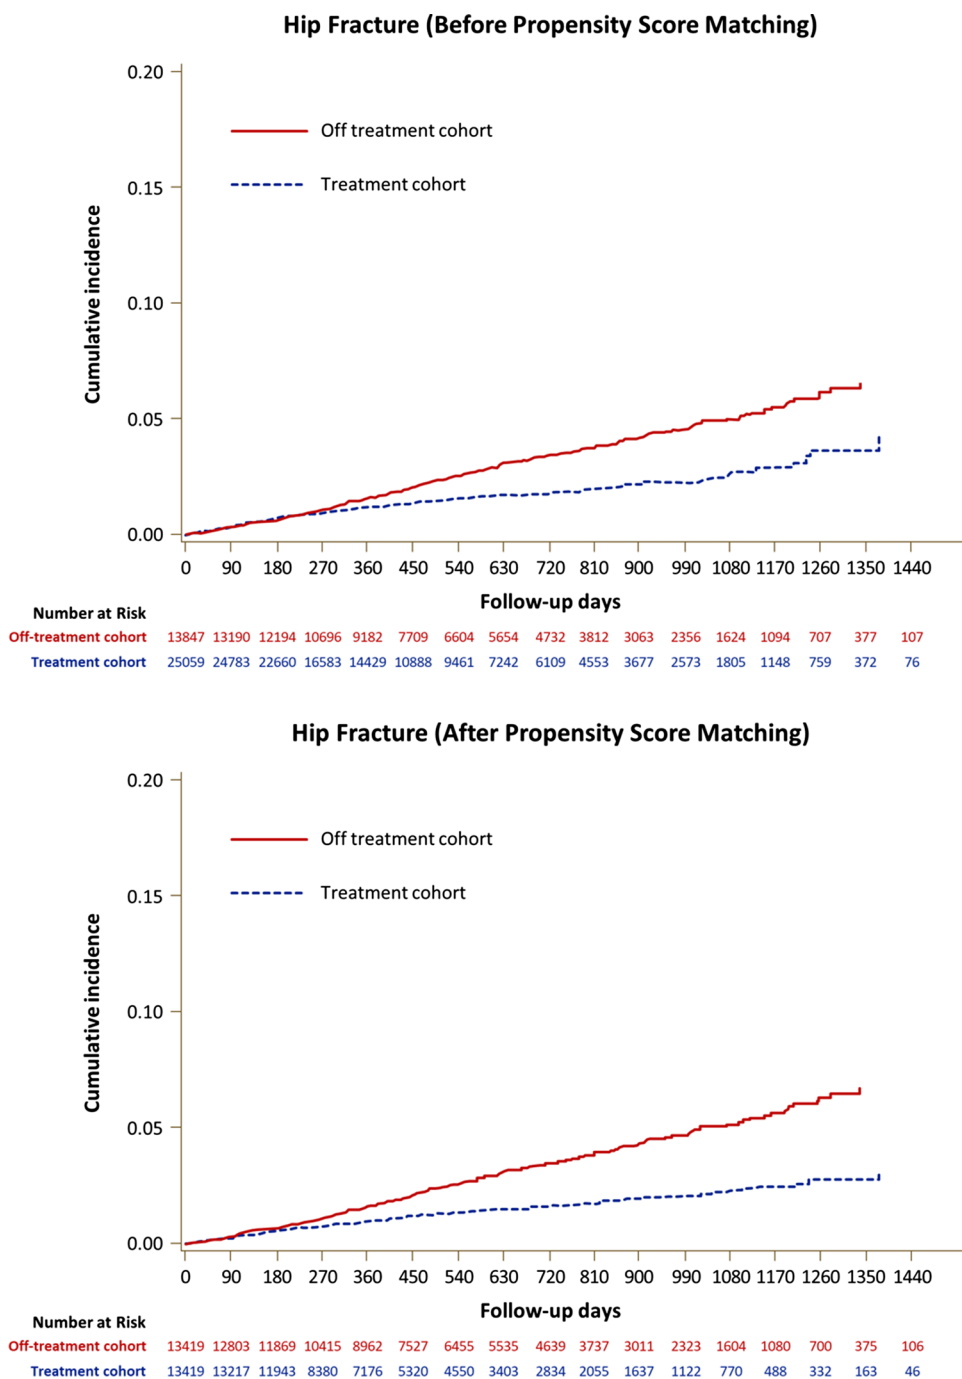 Hip Fracture (Before Propensity Score Matching)
0.20
Off treatment cohort
Treatment cohort
0.15
0.10
0.05
0.00
Cumulative incidence
0 90 180 270 360 450 540 630 720 810 900 990 1080 1170 1260 1350 1440
Follow-up days
Number at Risk
Off-treatment cohort 13847 13190 12194 10696 9182 7709 6604 5654 4732 3812 3063 2356 1624 1094 707 377 107
Treatment cohort 25059 24783 22660 16583 14429 10888 9461 7242 6109 4553 3677 2573 1805 1148 759 372 76
Hip Fracture (After Propensity Score Matching)
0.20
Off treatment cohort
Treatment cohort
0.15
0.10
0.05
0.00
Cumulative incidence
0 90 180 270 360 450 540 630 720 810 900 990 1080 1170 1260 1350 1440
Follow-up days
Number at Risk
Off-treatment cohort 13419 12803 11869 10415 8962 7527 6455 5535 4639 3737 3011 2323 1604 1080 700 375 106
Treatment cohort 13419 13217 11943 8380 7176 5320 4550 3403 2834 2055 1637 1122 770 488 332 163 46